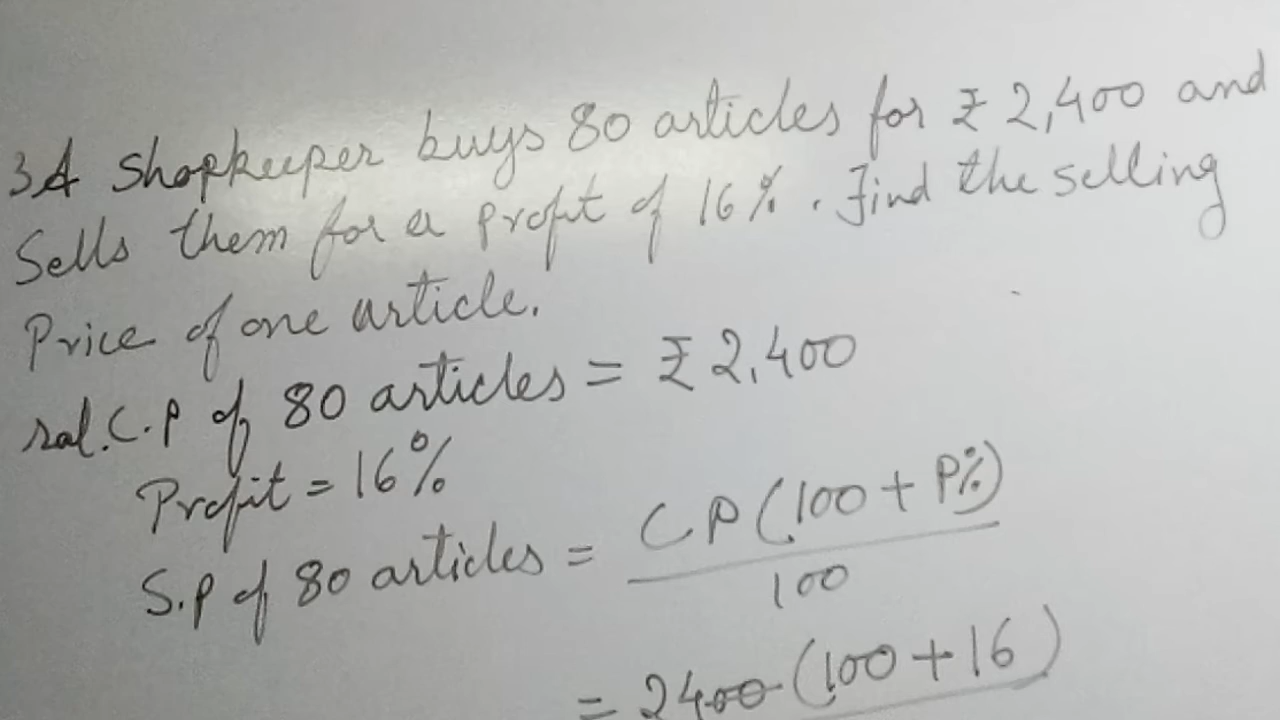 3 A Shopkeeper buys 80 articles for ₹ 2,400 and
Sells them for a profit of 16%. Find the selling
Price of one article.
Sol. C.P of 80 articles = ₹ 2,400
Profit = 16%
S.P of 80 articles = CP (100 + P%)
100
= 2400 (100 + 16)